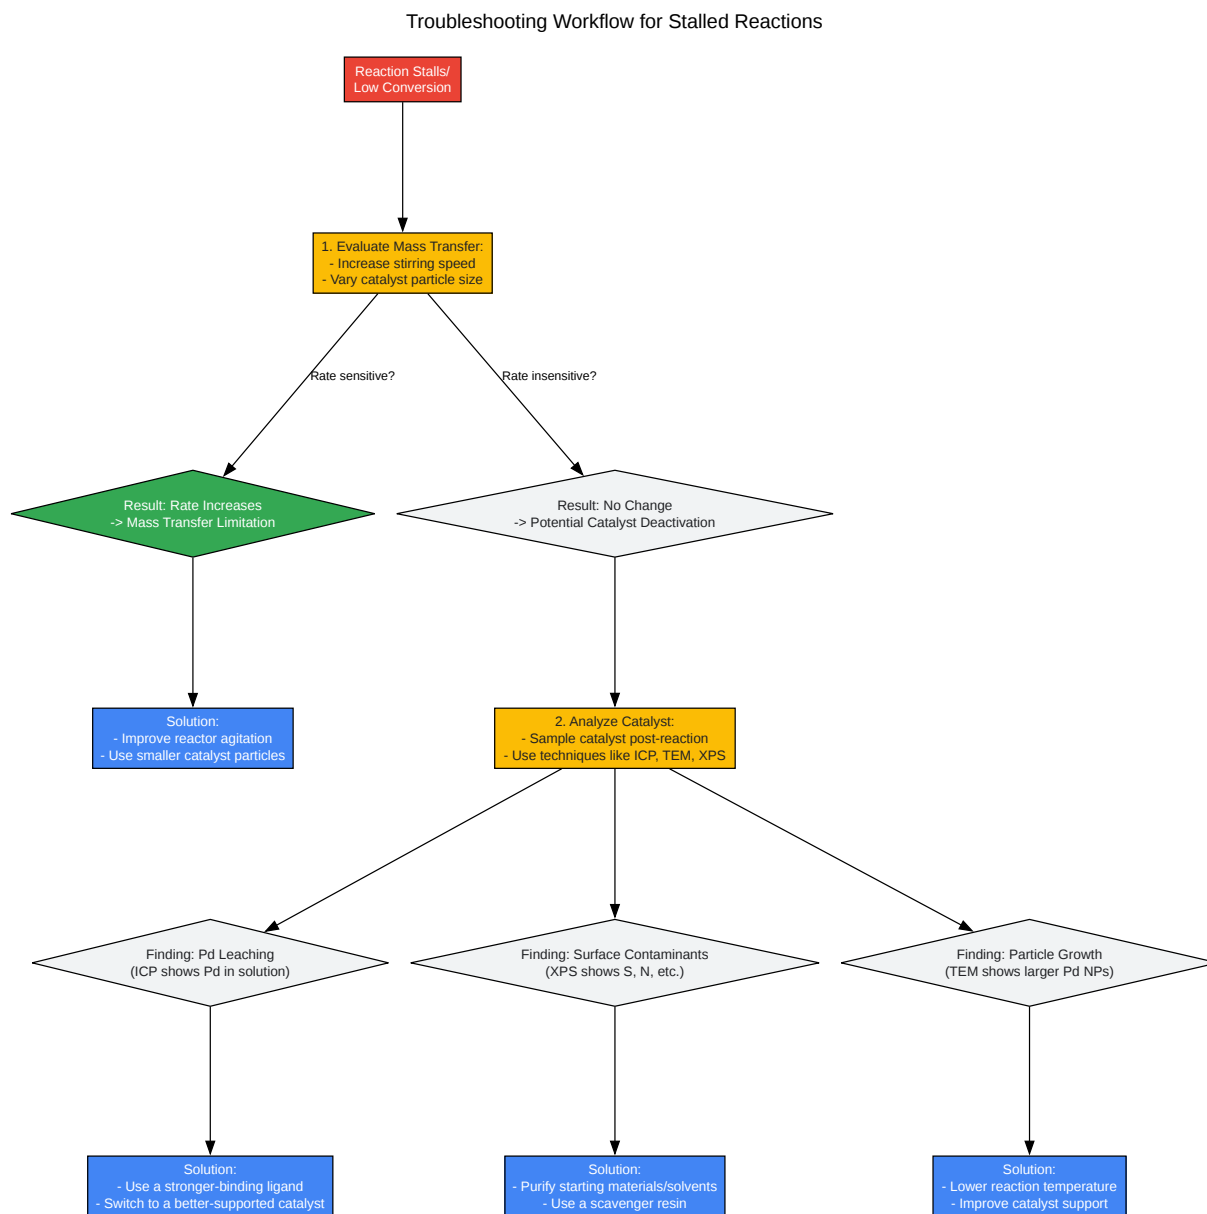 Troubleshooting Workflow for Stalled Reactions
Reaction Stalls/
Low Conversion
1. Evaluate Mass Transfer:
- Increase stirring speed
- Vary catalyst particle size
Rate sensitive?
Rate insensitive?
Result: Rate Increases
-> Mass Transfer Limitation
Result: No Change
-> Potential Catalyst Deactivation
Solution:
- Improve reactor agitation
- Use smaller catalyst particles
2. Analyze Catalyst:
- Sample catalyst post-reaction
- Use techniques like ICP, TEM, XPS
Finding: Pd Leaching
(ICP shows Pd in solution)
Finding: Surface Contaminants
(XPS shows S, N, etc.)
Finding: Particle Growth
(TEM shows larger Pd NPs)
Solution:
- Use a stronger-binding ligand
- Switch to a better-supported catalyst
Solution:
- Purify starting materials/solvents
- Use a scavenger resin
Solution:
- Lower reaction temperature
- Improve catalyst support